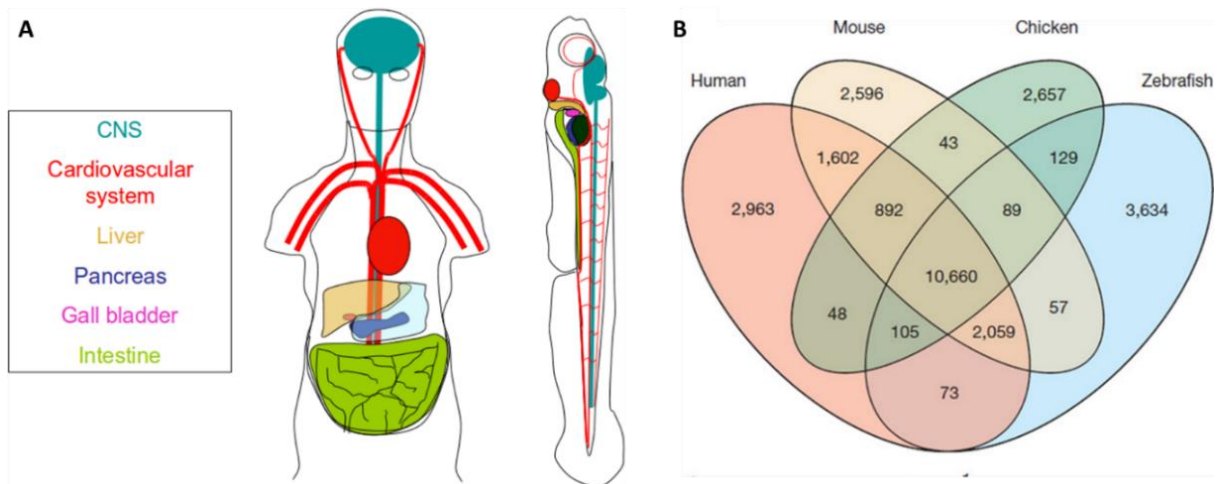 A
CNS
Cardiovascular
system
Liver
Pancreas
Gall bladder
Intestine
B
Mouse
Chicken
Human
Zebrafish
2,596
2,657
43
1,602
129
2,963
892
89
3,634
10,660
48
105
2,059
57
73